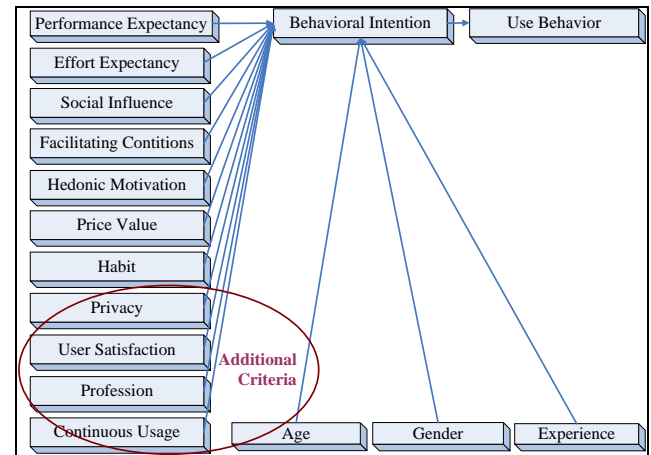 Performance Expectancy
Behavioral Intention
Use Behavior
Effort Expectancy
Social Influence
Facilitating Contitions
Hedonic Motivation
Price Value
Habit
Privacy
User Satisfaction
Additional
Criteria
Profession
Continuous Usage
Age
Gender
Experience